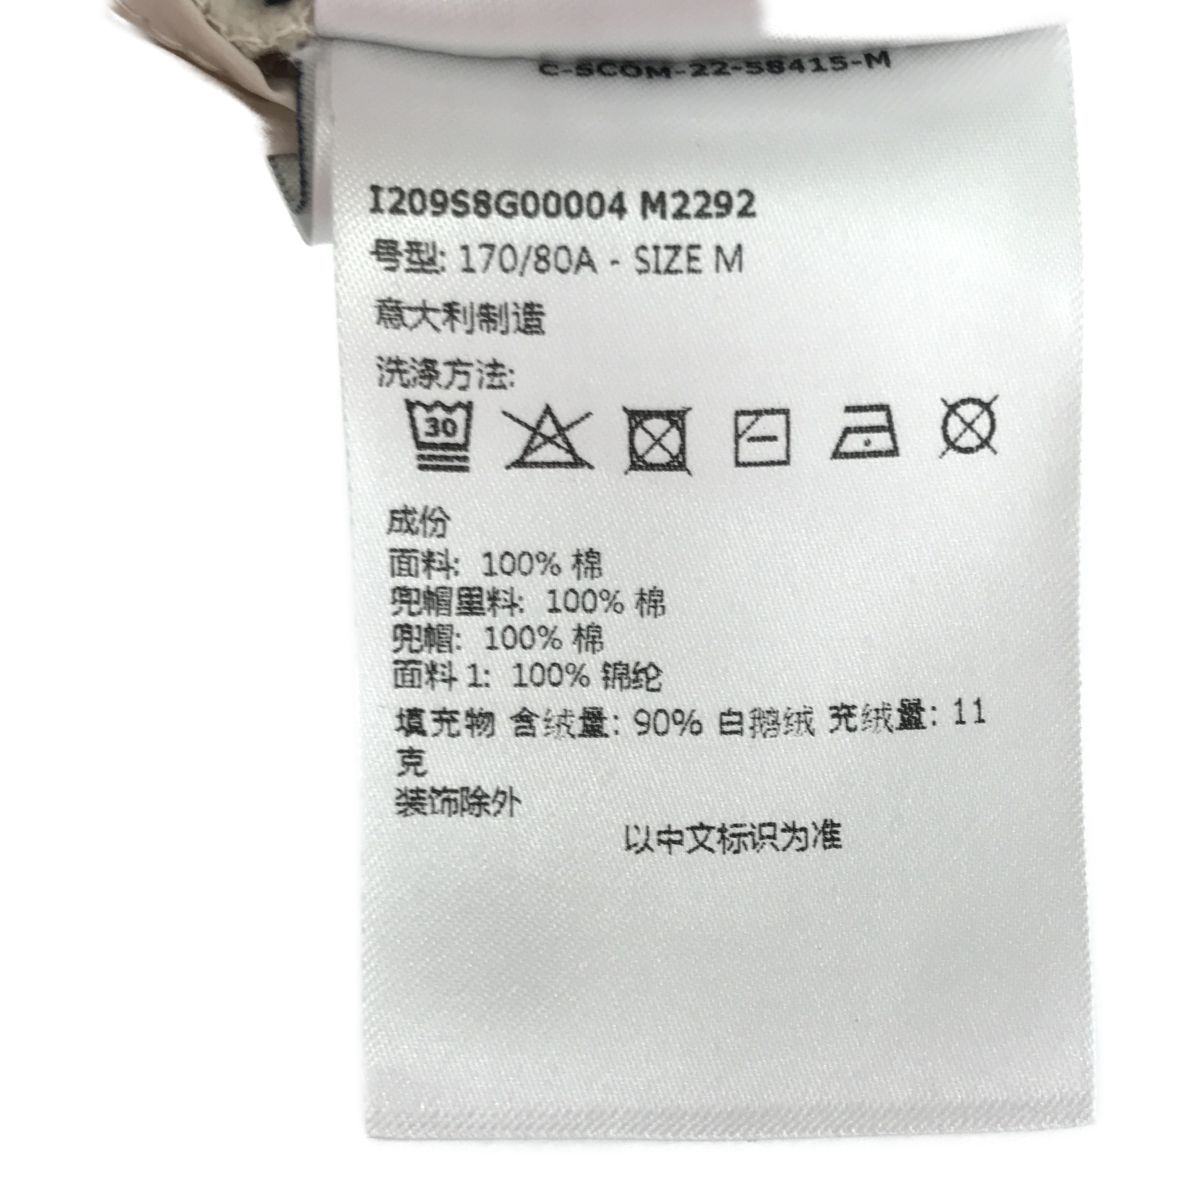 C-SCOM-22-58415-M
I209S8G00004 M2292
号型: 170/80A - SIZE M
意大利制造
洗涤方法:
30
成份
面料: 100% 棉
兜帽里料: 100% 棉
兜帽: 100% 棉
面料 1: 100% 锦纶
填充物 含绒量: 90% 白鹅绒 充绒量: 11
克
装饰除外
以中文标识为准